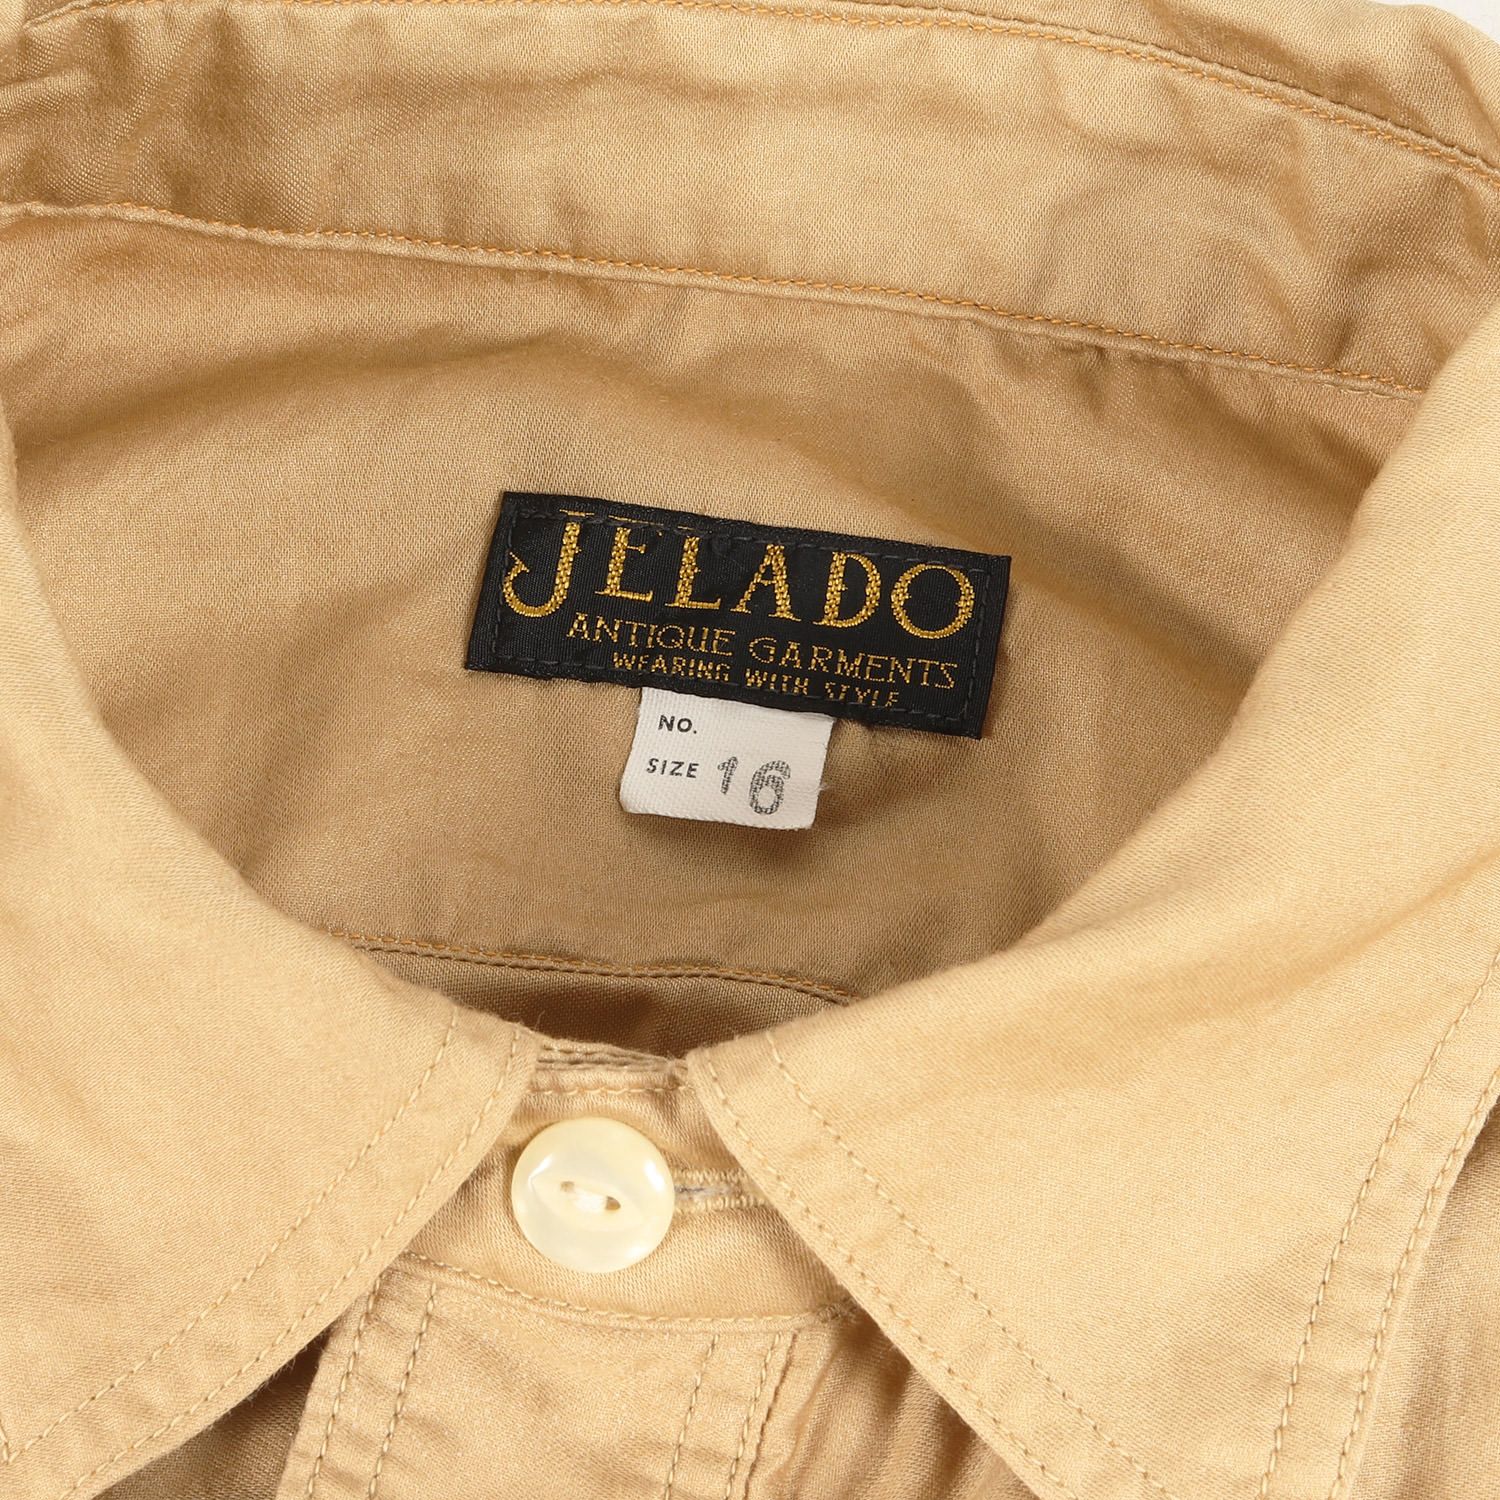 JELADO
ANTIQUE GARMENTS
WEARING WITH STYLE
NO.
SIZE 16